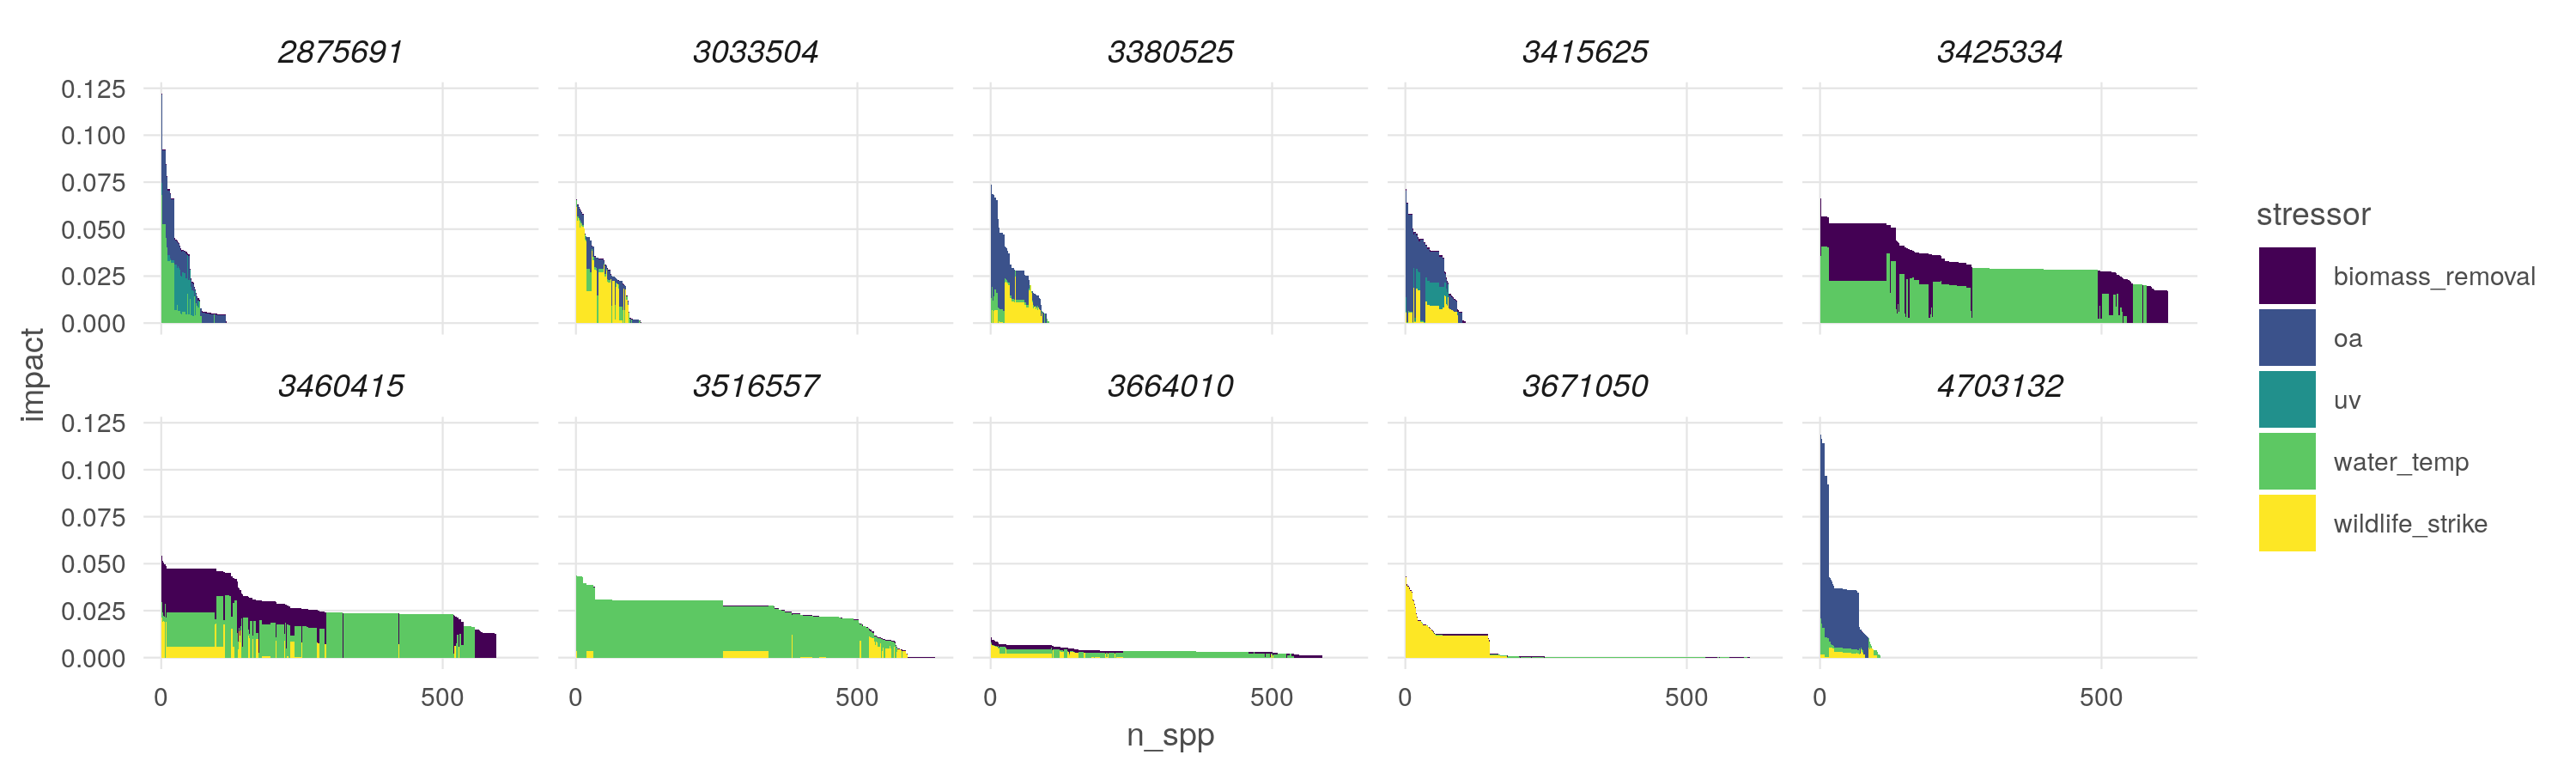 2875691 3033504 3380525 3415625 3425334
0.125
0.100
0.075
0.050
0.025
0.000
3460415 3516557 3664010 3671050 4703132
0.125
0.100
0.075
0.050
0.025
0.000
0 500 0 500 0 500 0 500 0 500
n_spp
impact
stressor
biomass_removal
oa
uv
water_temp
wildlife_strike